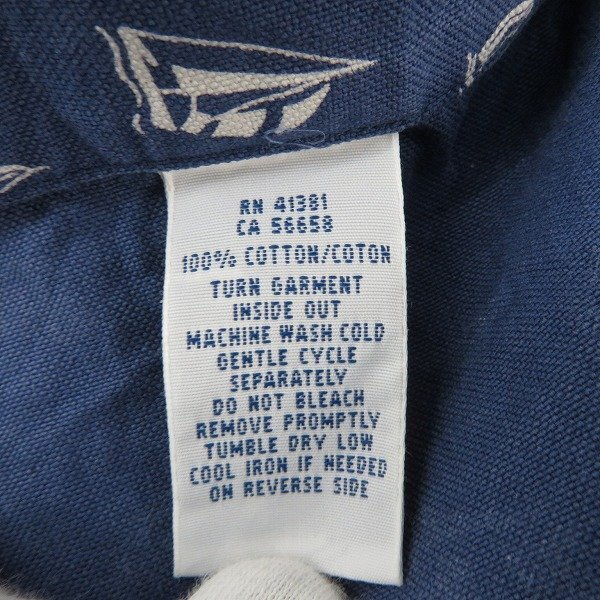 RN 41381
CA 56658
100% COTTON/COTON
TURN GARMENT
INSIDE OUT
MACHINE WASH COLD
GENTLE CYCLE
SEPARATELY
DO NOT BLEACH
REMOVE PROMPTLY
TUMBLE DRY LOW
COOL IRON IF NEEDED
ON REVERSE SIDE